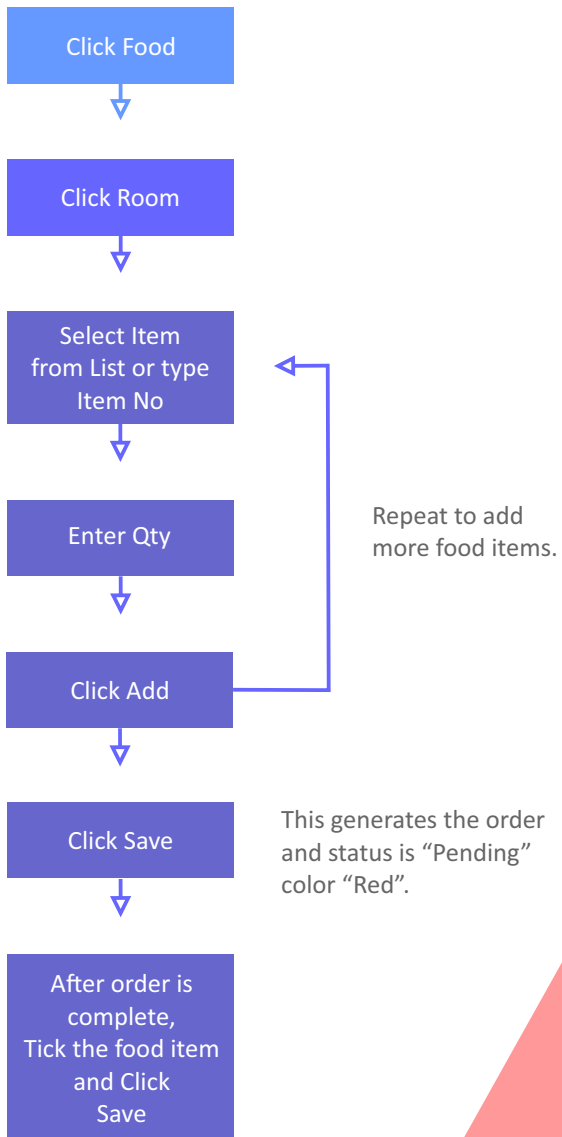 Click Food
Click Room
Select Item
from List or type
Item No
Enter Qty
Repeat to add
more food items.
Click Add
Click Save
This generates the order
and status is “Pending”
color “Red”.
After order is
complete,
Tick the food item
and Click
Save